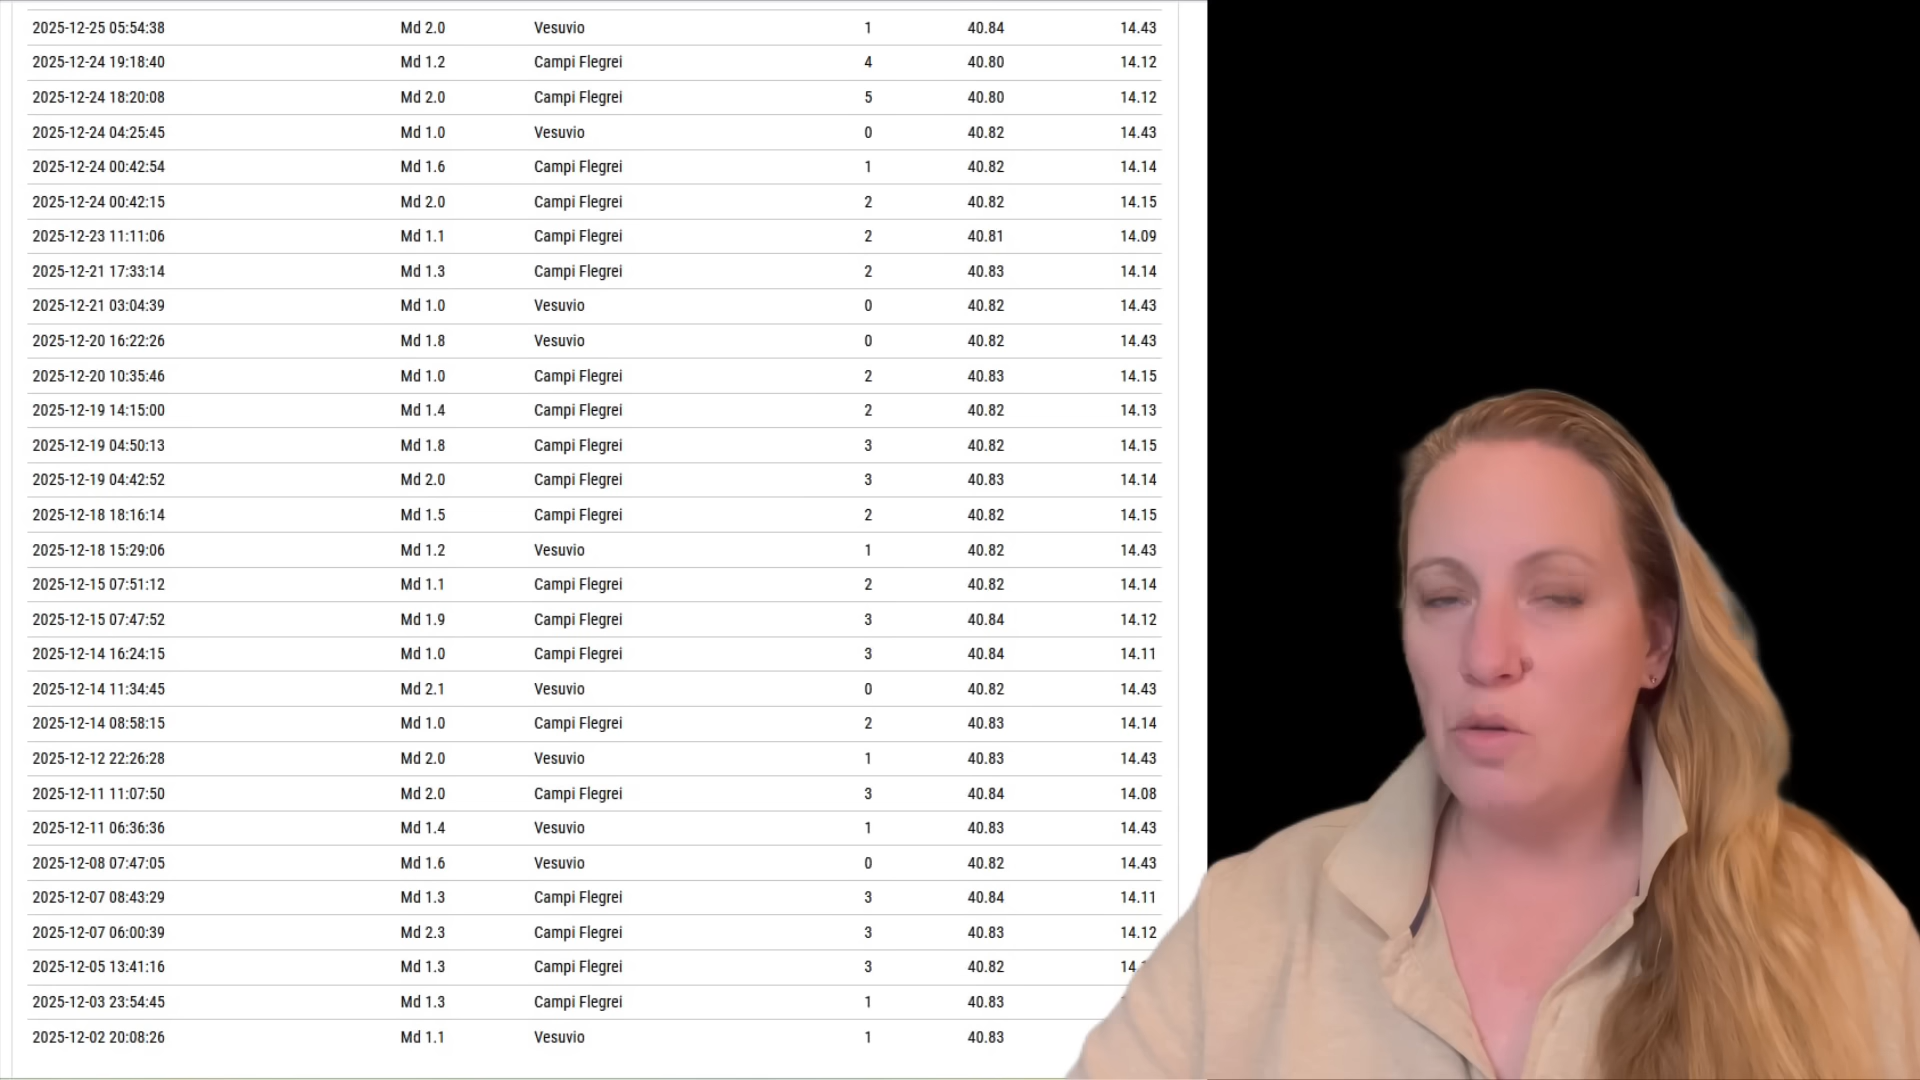 2025-12-25 05:54:38 Md 2.0 Vesuvio 1 40.84 14.43
2025-12-24 19:18:40 Md 1.2 Campi Flegrei 4 40.80 14.12
2025-12-24 18:20:08 Md 2.0 Campi Flegrei 5 40.80 14.12
2025-12-24 04:25:45 Md 1.0 Vesuvio 0 40.82 14.43
2025-12-24 00:42:54 Md 1.6 Campi Flegrei 1 40.82 14.14
2025-12-24 00:42:15 Md 2.0 Campi Flegrei 2 40.82 14.15
2025-12-23 11:11:06 Md 1.1 Campi Flegrei 2 40.81 14.09
2025-12-21 17:33:14 Md 1.3 Campi Flegrei 2 40.83 14.14
2025-12-21 03:04:39 Md 1.0 Vesuvio 0 40.82 14.43
2025-12-20 16:22:26 Md 1.8 Vesuvio 0 40.82 14.43
2025-12-20 10:35:46 Md 1.0 Campi Flegrei 2 40.83 14.15
2025-12-19 14:15:00 Md 1.4 Campi Flegrei 2 40.82 14.13
2025-12-19 04:50:13 Md 1.8 Campi Flegrei 3 40.82 14.15
2025-12-19 04:42:52 Md 2.0 Campi Flegrei 3 40.83 14.14
2025-12-18 18:16:14 Md 1.5 Campi Flegrei 2 40.82 14.15
2025-12-18 15:29:06 Md 1.2 Vesuvio 1 40.82 14.43
2025-12-15 07:51:12 Md 1.1 Campi Flegrei 2 40.82 14.14
2025-12-15 07:47:52 Md 1.9 Campi Flegrei 3 40.84 14.12
2025-12-14 16:24:15 Md 1.0 Campi Flegrei 3 40.84 14.11
2025-12-14 11:34:45 Md 2.1 Vesuvio 0 40.82 14.43
2025-12-14 08:58:15 Md 1.0 Campi Flegrei 2 40.83 14.14
2025-12-12 22:26:28 Md 2.0 Vesuvio 1 40.83 14.43
2025-12-11 11:07:50 Md 2.0 Campi Flegrei 3 40.84 14.08
2025-12-11 06:36:36 Md 1.4 Vesuvio 1 40.83 14.43
2025-12-08 07:47:05 Md 1.6 Vesuvio 0 40.82 14.43
2025-12-07 08:43:29 Md 1.3 Campi Flegrei 3 40.84 14.11
2025-12-07 06:00:39 Md 2.3 Campi Flegrei 3 40.83 14.12
2025-12-05 13:41:16 Md 1.3 Campi Flegrei 3 40.82
2025-12-03 23:54:45 Md 1.3 Campi Flegrei 1 40.83
2025-12-02 20:08:26 Md 1.1 Vesuvio 1 40.83